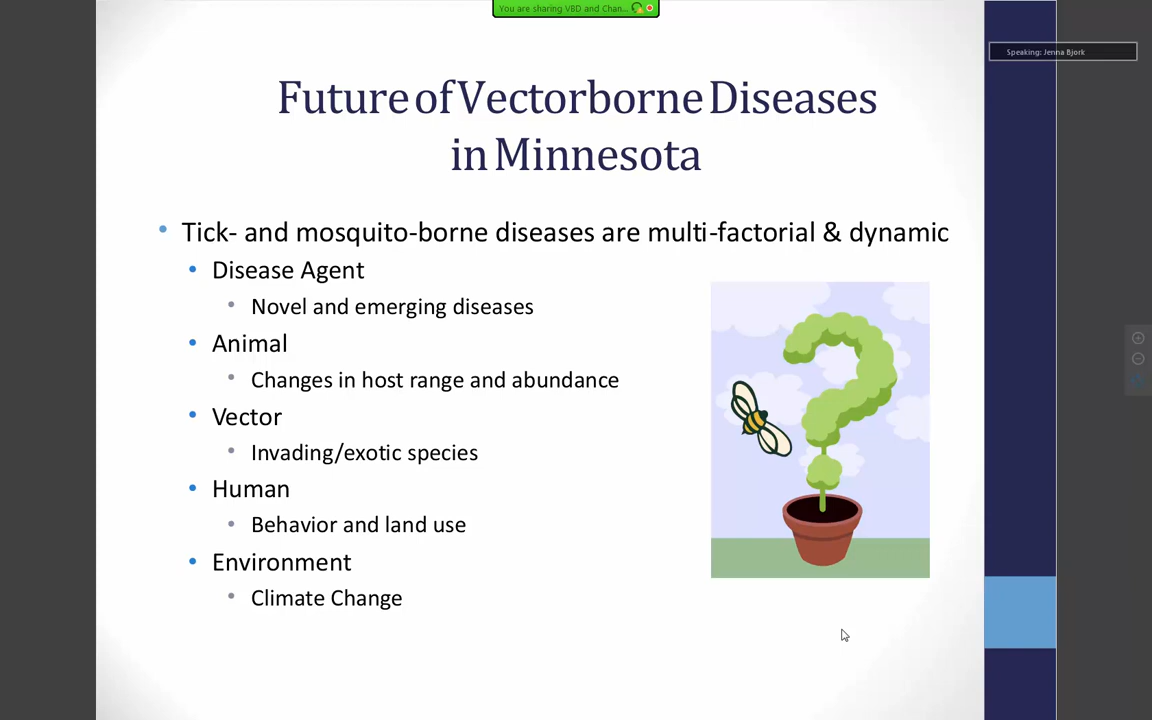 You are sharing VBD and Chan...
Speaking: Jenna Bjork
Future of Vectorborne Diseases
in Minnesota
• Tick- and mosquito-borne diseases are multi-factorial & dynamic
• Disease Agent
• Novel and emerging diseases
• Animal
• Changes in host range and abundance
• Vector
• Invading/exotic species
• Human
• Behavior and land use
• Environment
• Climate Change